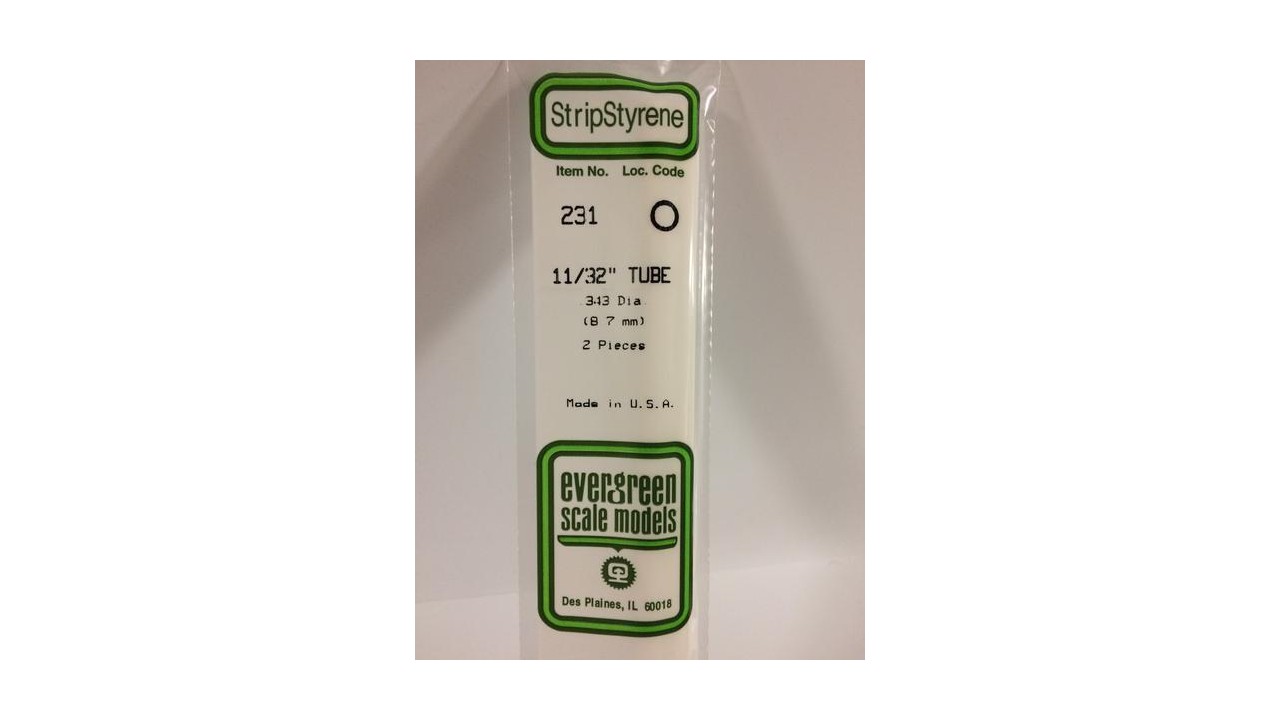 StripStyrene
Item No. Loc. Code
231 O
11/32" TUBE
.343 Dia.
(8 7 mm)
2 Pieces
Made in U.S.A.
evergreen
scale models
Des Plaines, IL 60018